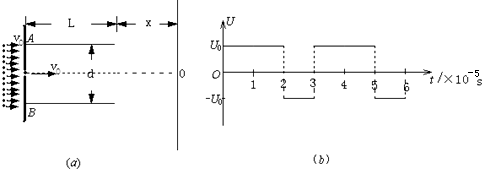 L x
v₀ A
v₀ d 0
B
(a)
U
U₀
O 1 2 3 4 5 6 t/×10⁻⁵s
-U₀
(b)